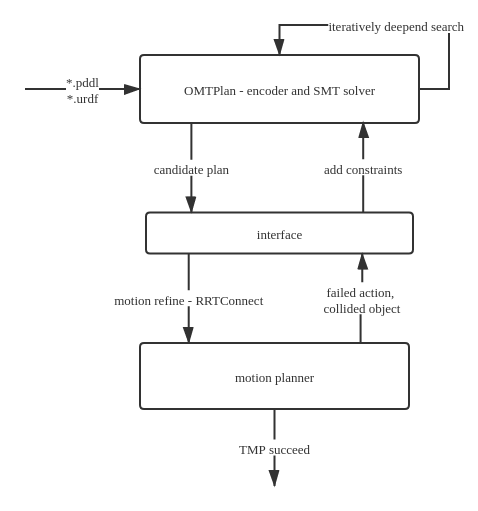 iteratively deepend search
*.pddl
*.urdf
OMTPlan - encoder and SMT solver
candidate plan
add constraints
interface
motion refine - RRTConnect
failed action,
collided object
motion planner
TMP succeed